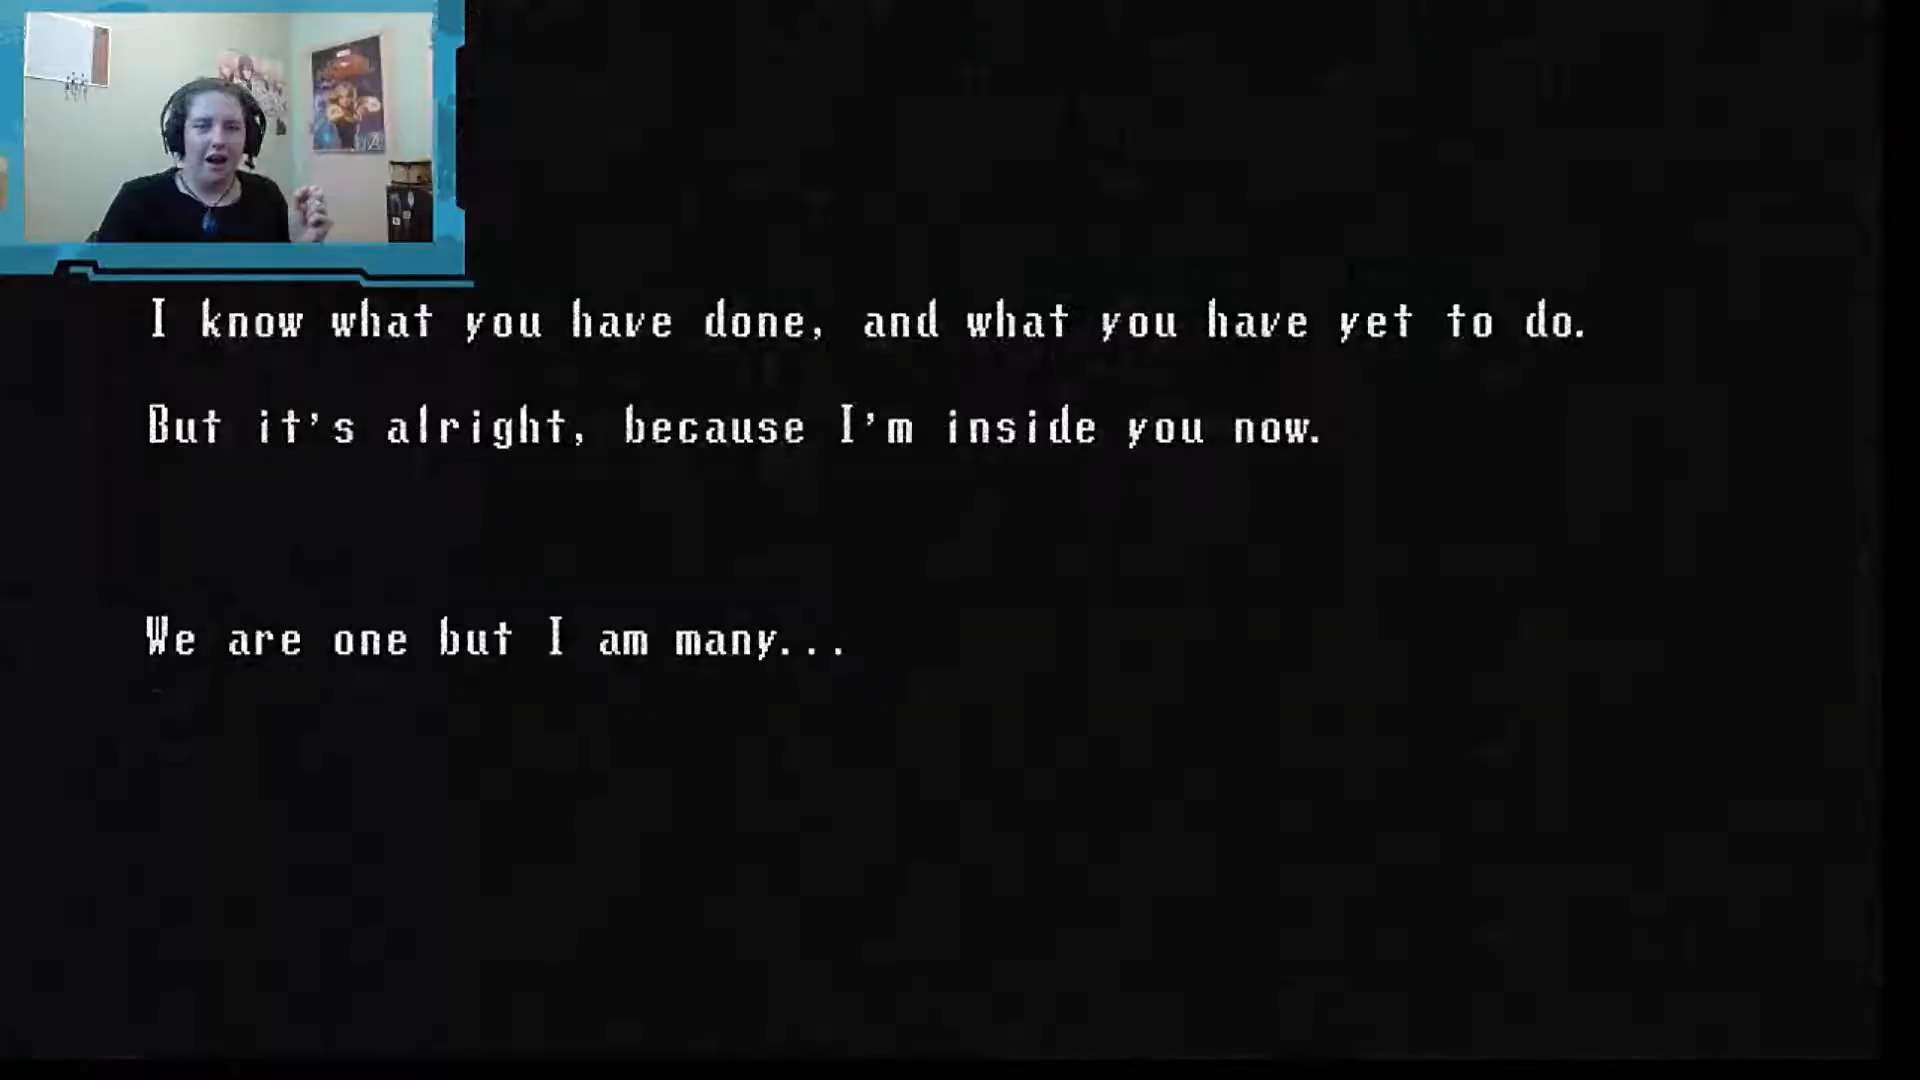 I know what you have done, and what you have yet to do.
But it's alright, because I'm inside you now.
We are one but I am many...